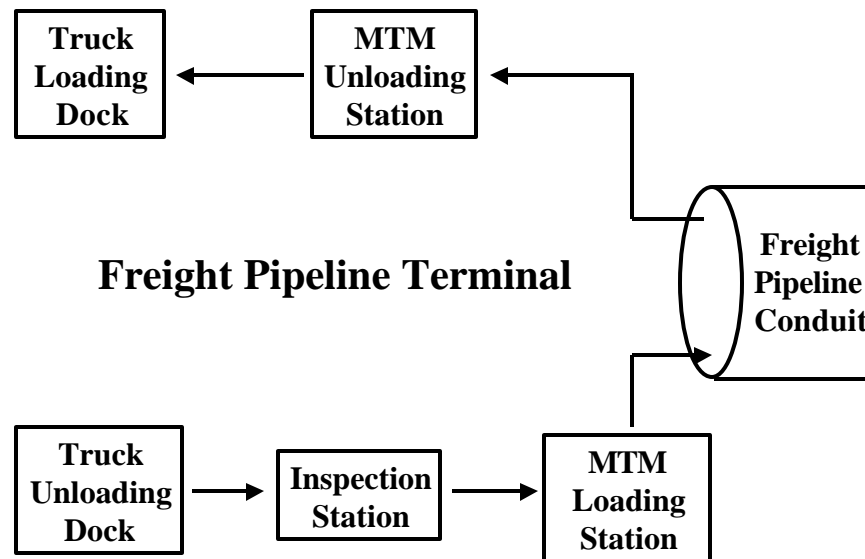 Truck
Loading
Dock
MTM
Unloading
Station
Freight
Pipeline
Conduit
Freight Pipeline Terminal
Truck
Unloading
Dock
Inspection
Station
MTM
Loading
Station